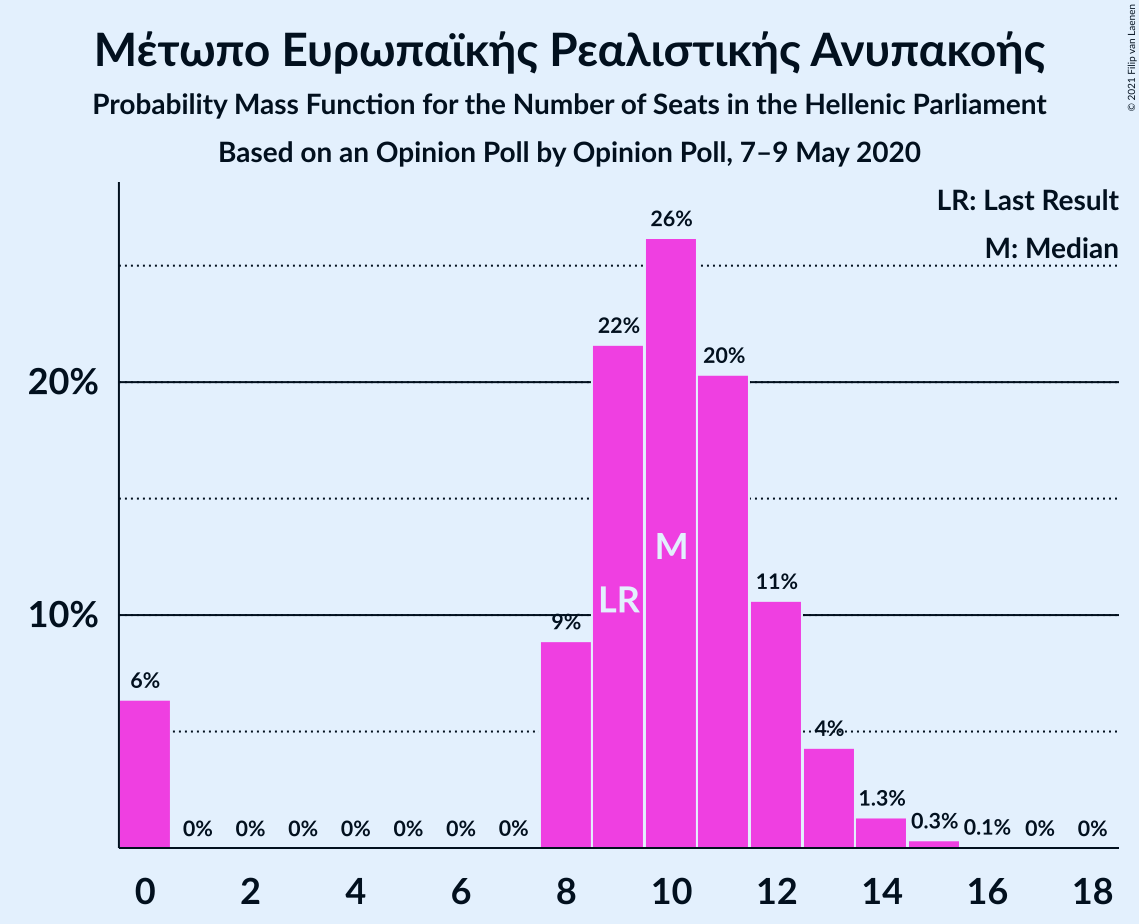 Μέτωπο Ευρωπαϊκής Ρεαλιστικής Ανυπακοής
Probability Mass Function for the Number of Seats in the Hellenic Parliament
Based on an Opinion Poll by Opinion Poll, 7–9 May 2020
© 2021 Filip van Laenen
LR: Last Result
M: Median
26%
22%
20%
20%
M
LR
11%
10%
9%
6%
4%
1.3%
0% 0% 0% 0% 0% 0% 0% 0.3% 0.1% 0% 0%
0 2 4 6 8 10 12 14 16 18